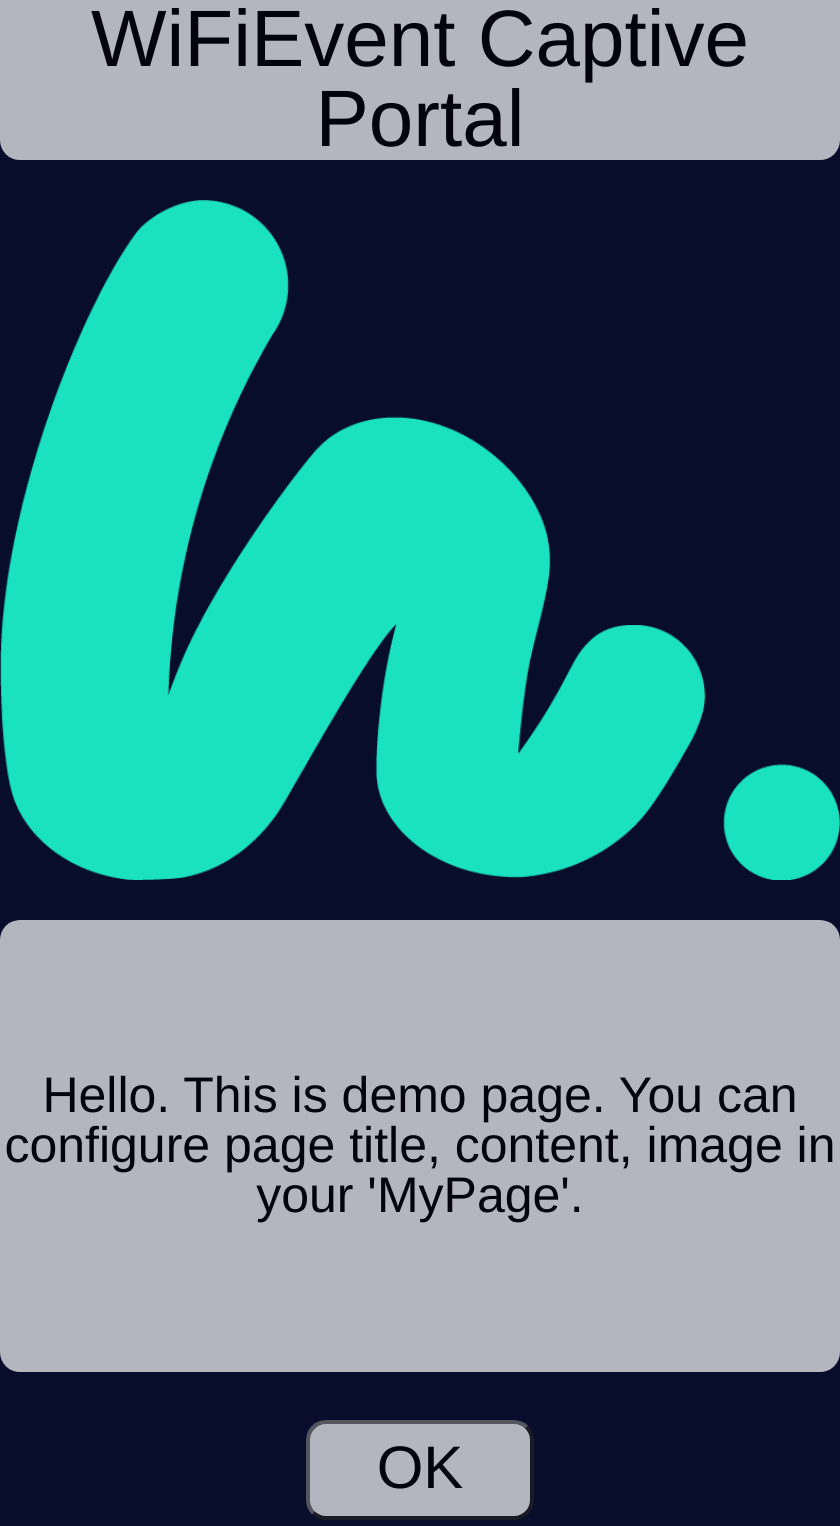 WiFiEvent Captive
Portal
h.
Hello. This is demo page. You can
configure page title, content, image in
your 'MyPage'.
OK